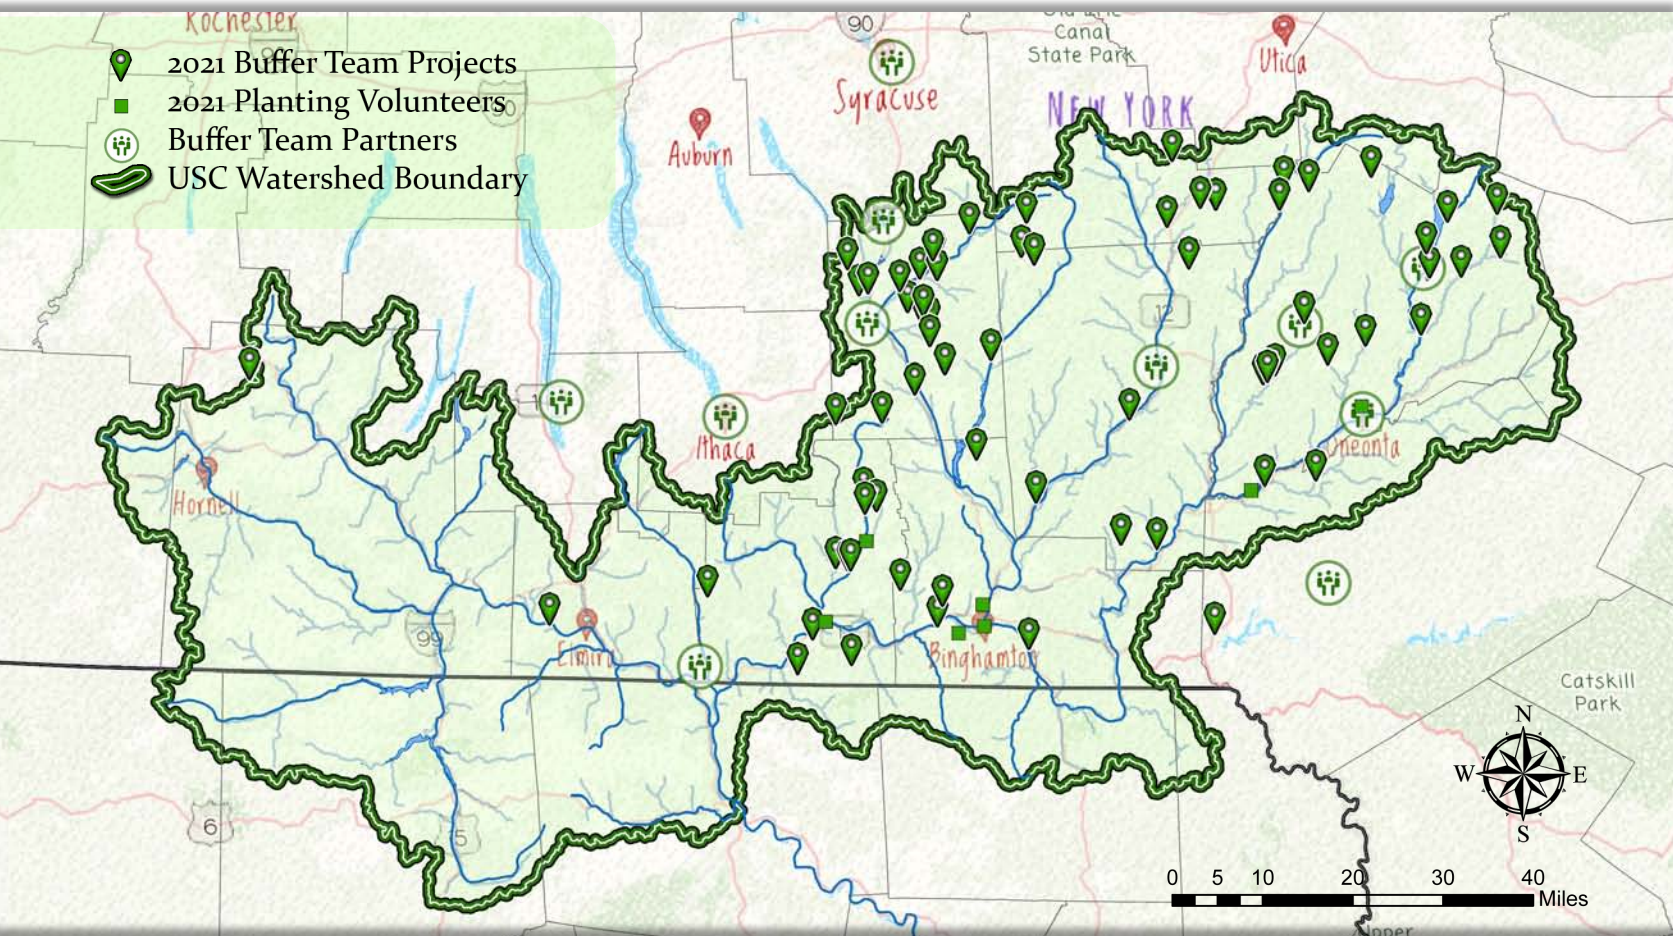 Rochester
90
2021 Buffer Team Projects
2021 Planting Volunteers
Buffer Team Partners
USC Watershed Boundary
90
Canal
State Park
Utica
Syracuse
NEW YORK
Auburn
12
Ithaca
Oneonta
Hornell
99
Elmira
Binghamton
Catskill
Park
N
W
E
S
6
5
0 5 10 20 30 40
Miles